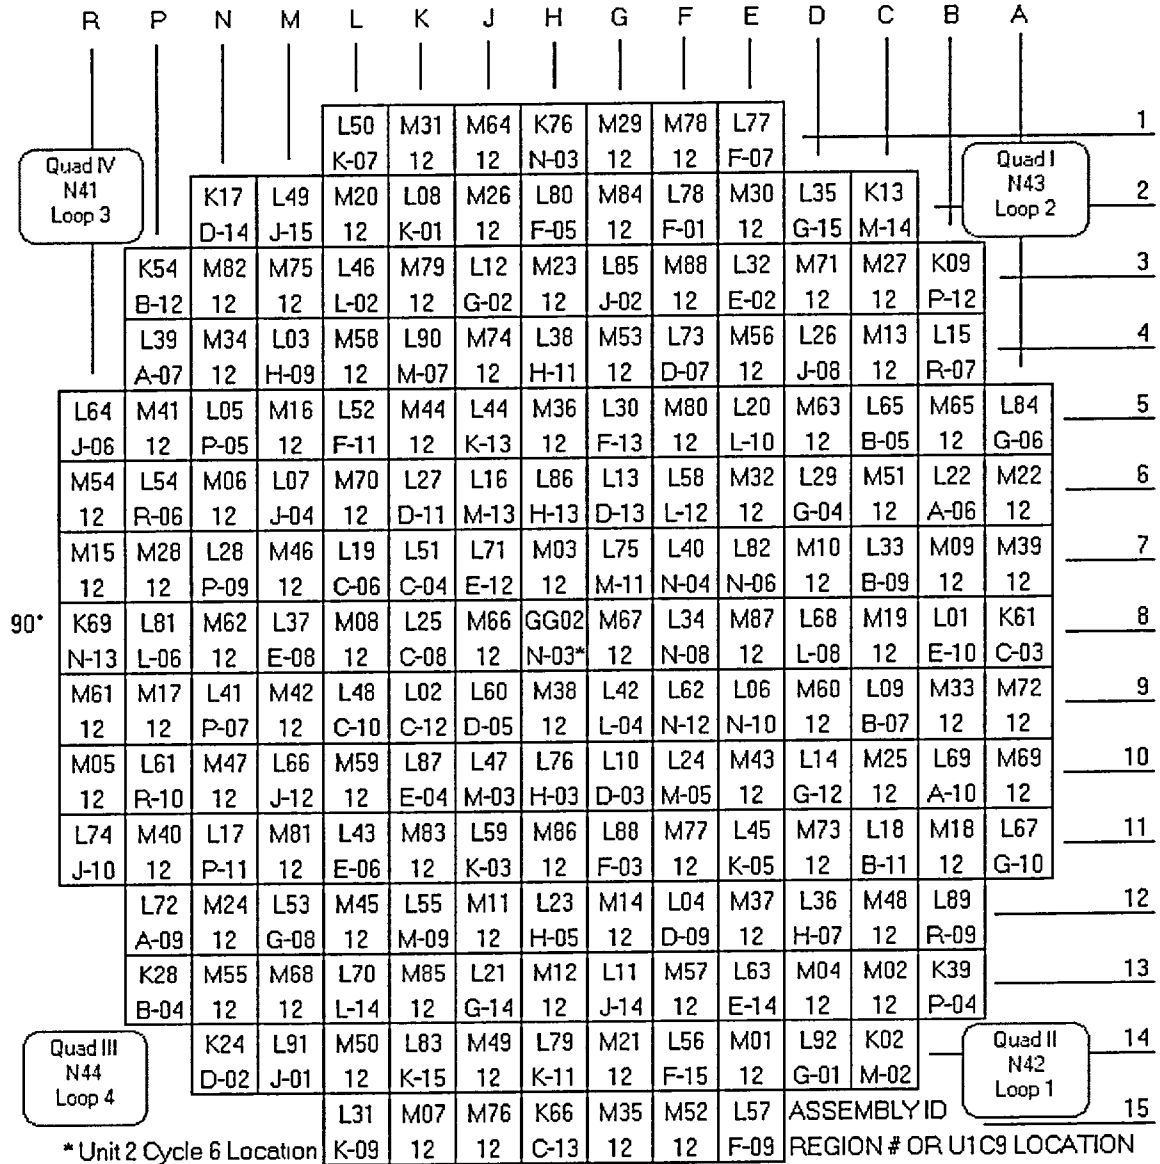 R P N M L K J H G F E D C B A
L50 M31 M64 K76 M29 M78 L77 1
K-07 12 12 N-03 12 12 F-07
Quad IV
N41
Loop 3
Quad I
N43
Loop 2
K17 L49 M20 L08 M26 L80 M84 L78 M30 L35 K13 2
D-14 J-15 12 K-01 12 F-05 12 F-01 12 G-15 M-14
K54 M82 M75 L46 M79 L12 M23 L85 M88 L32 M71 M27 K09 3
B-12 12 12 L-02 12 G-02 12 J-02 12 E-02 12 12 P-12
L39 M34 L03 M58 L90 M74 L38 M53 L73 M56 L26 M13 L15 4
A-07 12 H-09 12 M-07 12 H-11 12 D-07 12 J-08 12 R-07
L64 M41 L05 M16 L52 M44 L44 M36 L30 M80 L20 M63 L65 M65 L84 5
J-06 12 P-05 12 F-11 12 K-13 12 F-13 12 L-10 12 B-05 12 G-06
M54 L54 M06 L07 M70 L27 L16 L86 L13 L58 M32 L29 M51 L22 M22 6
12 R-06 12 J-04 12 D-11 M-13 H-13 D-13 L-12 12 G-04 12 A-06 12
M15 M28 L28 M46 L19 L51 L71 M03 L75 L40 L82 M10 L33 M09 M39 7
12 12 P-09 12 C-06 C-04 E-12 12 M-11 N-04 N-06 12 B-09 12 12
90° K69 L81 M62 L37 M08 L25 M66 GG02 M67 L34 M87 L68 M19 L01 K61 8
N-13 L-06 12 E-08 12 C-08 12 N-03* 12 N-08 12 L-08 12 E-10 C-03
M61 M17 L41 M42 L48 L02 L60 M38 L42 L62 L06 M60 L09 M33 M72 9
12 12 P-07 12 C-10 C-12 D-05 12 L-04 N-12 N-10 12 B-07 12 12
M05 L61 M47 L66 M59 L87 L47 L76 L10 L24 M43 L14 M25 L69 M69 10
12 R-10 12 J-12 12 E-04 M-03 H-03 D-03 M-05 12 G-12 12 A-10 12
L74 M40 L17 M81 L43 M83 L59 M86 L88 M77 L45 M73 L18 M18 L67 11
J-10 12 P-11 12 E-06 12 K-03 12 F-03 12 K-05 12 B-11 12 G-10
L72 M24 L53 M45 L55 M11 L23 M14 L04 M37 L36 M48 L89 12
A-09 12 G-08 12 M-09 12 H-05 12 D-09 12 H-07 12 R-09
K28 M55 M68 L70 M85 L21 M12 L11 M57 L63 M04 M02 K39 13
B-04 12 12 L-14 12 G-14 12 J-14 12 E-14 12 12 P-04
Quad III
N44
Loop 4
K24 L91 M50 L83 M49 L79 M21 L56 M01 L92 K02 14
D-02 J-01 12 K-15 12 K-11 12 F-15 12 G-01 M-02
Quad II
N42
Loop 1
L31 M07 M76 K66 M35 M52 L57 ASSEMBLY ID 15
* Unit 2 Cycle 6 Location K-09 12 12 C-13 12 12 F-09 REGION # OR U1C9 LOCATION